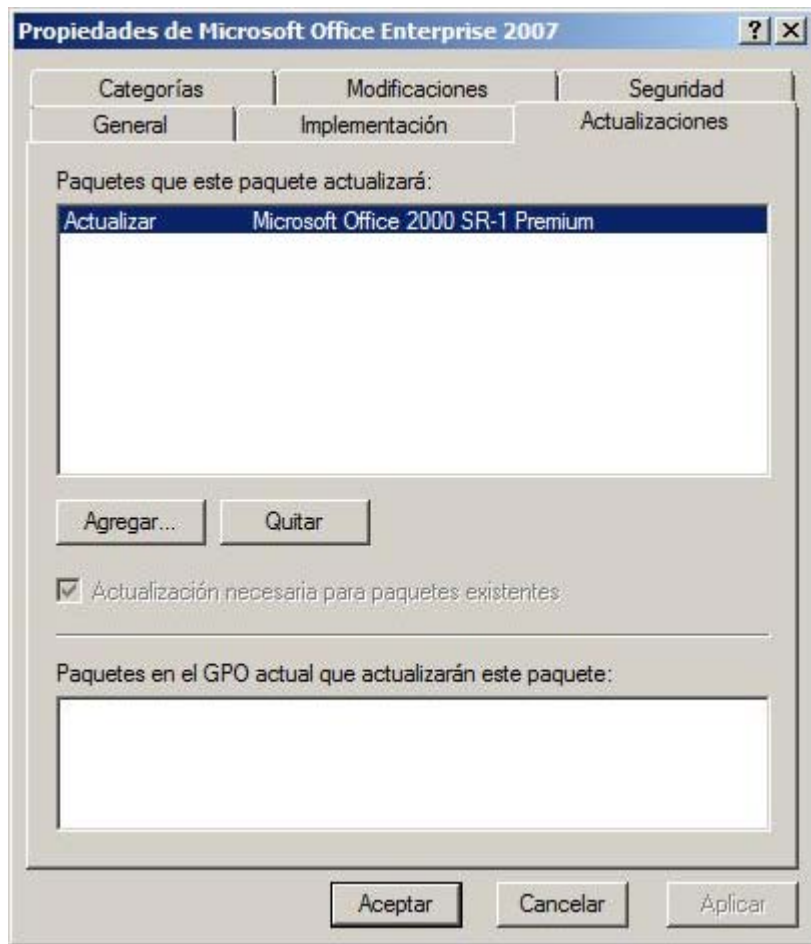 Propiedades de Microsoft Office Enterprise 2007
Categorías Modificaciones Seguridad
General Implementación Actualizaciones
Paquetes que este paquete actualizará:
Actualizar Microsoft Office 2000 SR-1 Premium
Agregar... Quitar
Actualización necesaria para paquetes existentes
Paquetes en el GPO actual que actualizarán este paquete:
Aceptar Cancelar Aplicar